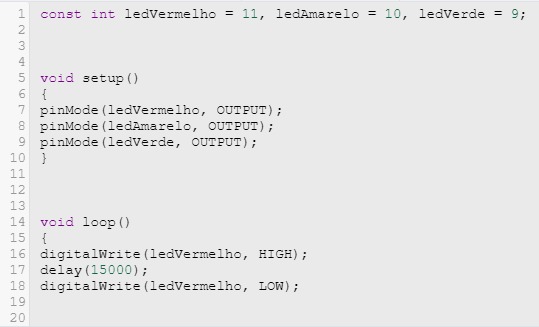 1 const int ledVermelho = 11, ledAmarelo = 10, ledVerde = 9;
2
3
4
5 void setup()
6 {
7 pinMode(ledVermelho, OUTPUT);
8 pinMode(ledAmarelo, OUTPUT);
9 pinMode(ledVerde, OUTPUT);
10 }
11
12
13
14 void loop()
15 {
16 digitalWrite(ledVermelho, HIGH);
17 delay(15000);
18 digitalWrite(ledVermelho, LOW);
19
20